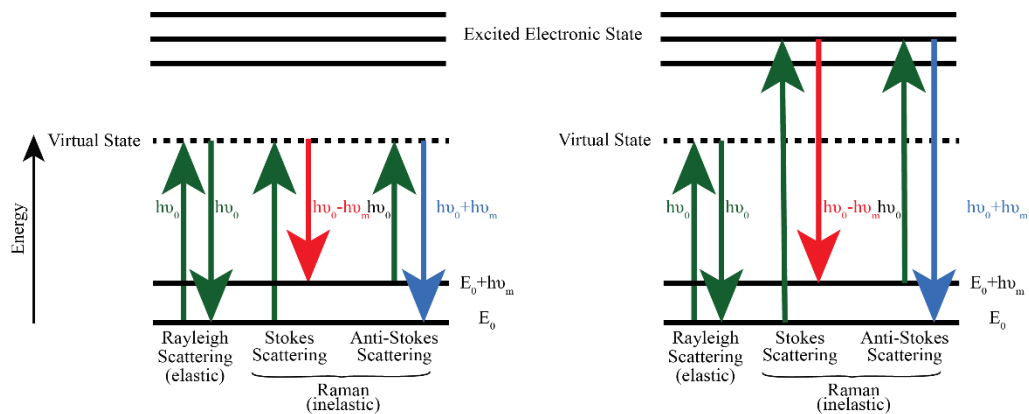 Excited Electronic State
Virtual State
Energy
hυ₀
hυ₀
hυ₀-hυₘ
hυ₀
hυ₀+hυₘ
E₀+hυₘ
E₀
Rayleigh
Scattering
(elastic)
Stokes
Scattering
Anti-Stokes
Scattering
Raman
(inelastic)
Virtual State
hυ₀
hυ₀
hυ₀-hυₘ
hυ₀
hυ₀+hυₘ
E₀+hυₘ
E₀
Rayleigh
Scattering
(elastic)
Stokes
Scattering
Anti-Stokes
Scattering
Raman
(inelastic)